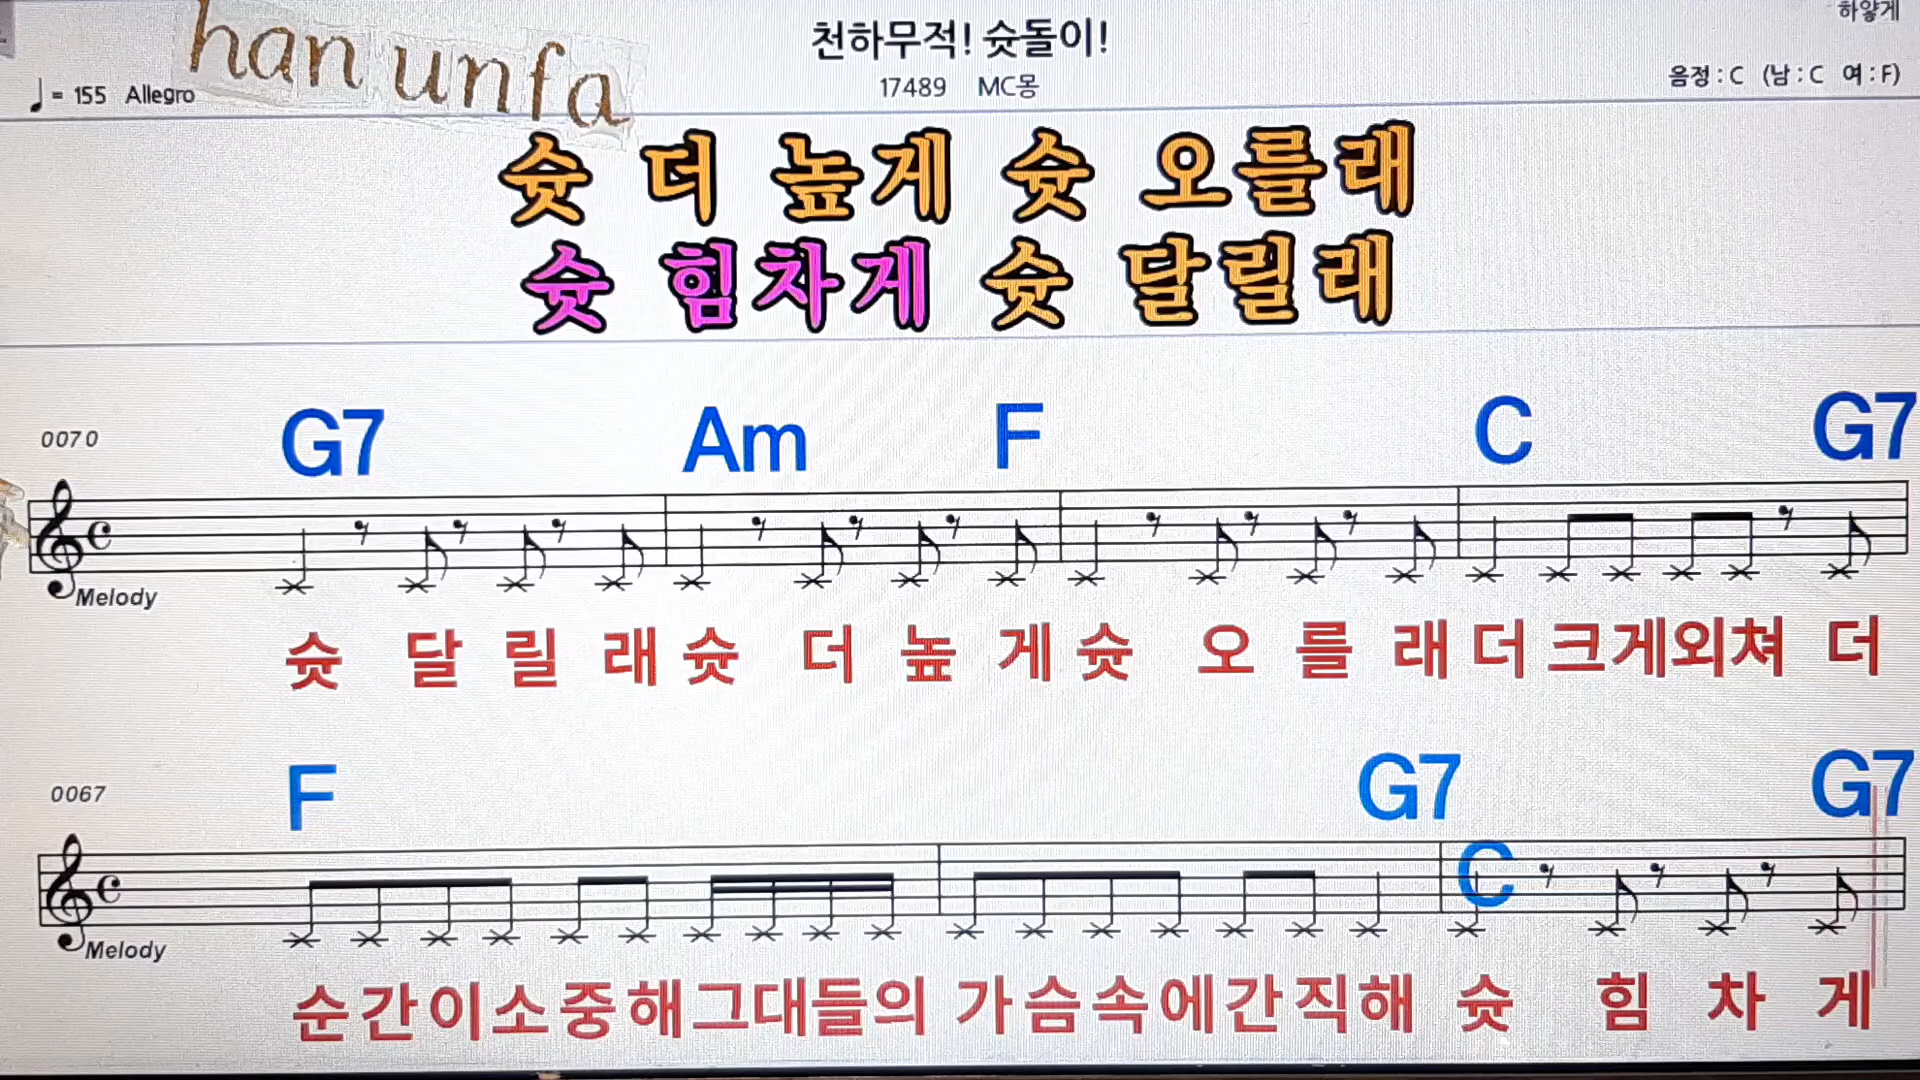 han unfa
천하무적! 슛돌이!
하얗게
♩= 155 Allegro
17489 MC몽
음정 : C (남 : C 여 : F)
슛 더 높게 슛 오를래
슛 힘차게 슛 달릴래
0070
G7 Am F C G7
Melody
슛 달 릴 래 슛 더 높 게 슛 오 를 래 더 크게외쳐 더
0067
F G7 C G7
Melody
순간이소중해그대들의 가슴속에간직해 슛 힘 차 게